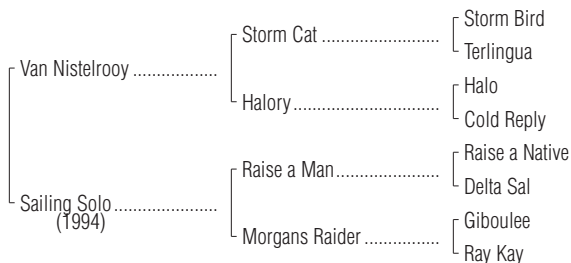 Storm Bird
Storm Cat ..........................
Terlingua
Van Nistelrooy ..................
Halo
Halory ................................
Cold Reply
Raise a Native
Raise a Man .......................
Delta Sal
Sailing Solo ......................
(1994)
Giboulee
Morgans Raider .................
Ray Kay